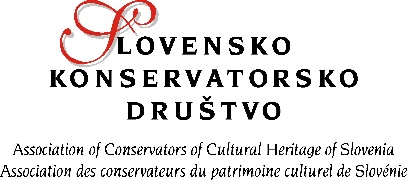 SLOVENSKO
KONSERVATORSKO
DRUŠTVO
Association of Conservators of Cultural Heritage of Slovenia
Association des conservateurs du patrimoine culturel de Slovénie